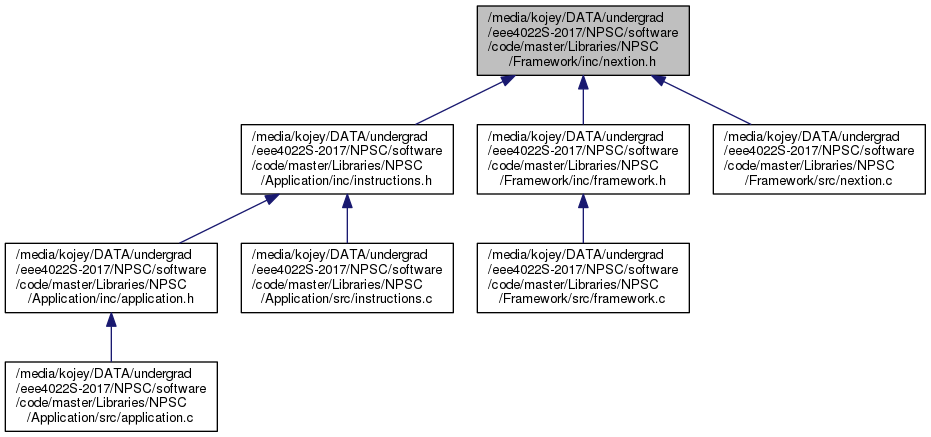 /media/kojey/DATA/undergrad
/eee4022S-2017/NPSC/software
/code/master/Libraries/NPSC
/Framework/inc/nextion.h
/media/kojey/DATA/undergrad
/eee4022S-2017/NPSC/software
/code/master/Libraries/NPSC
/Application/inc/instructions.h
/media/kojey/DATA/undergrad
/eee4022S-2017/NPSC/software
/code/master/Libraries/NPSC
/Framework/inc/framework.h
/media/kojey/DATA/undergrad
/eee4022S-2017/NPSC/software
/code/master/Libraries/NPSC
/Framework/src/nextion.c
/media/kojey/DATA/undergrad
/eee4022S-2017/NPSC/software
/code/master/Libraries/NPSC
/Application/inc/application.h
/media/kojey/DATA/undergrad
/eee4022S-2017/NPSC/software
/code/master/Libraries/NPSC
/Application/src/instructions.c
/media/kojey/DATA/undergrad
/eee4022S-2017/NPSC/software
/code/master/Libraries/NPSC
/Framework/src/framework.c
/media/kojey/DATA/undergrad
/eee4022S-2017/NPSC/software
/code/master/Libraries/NPSC
/Application/src/application.c